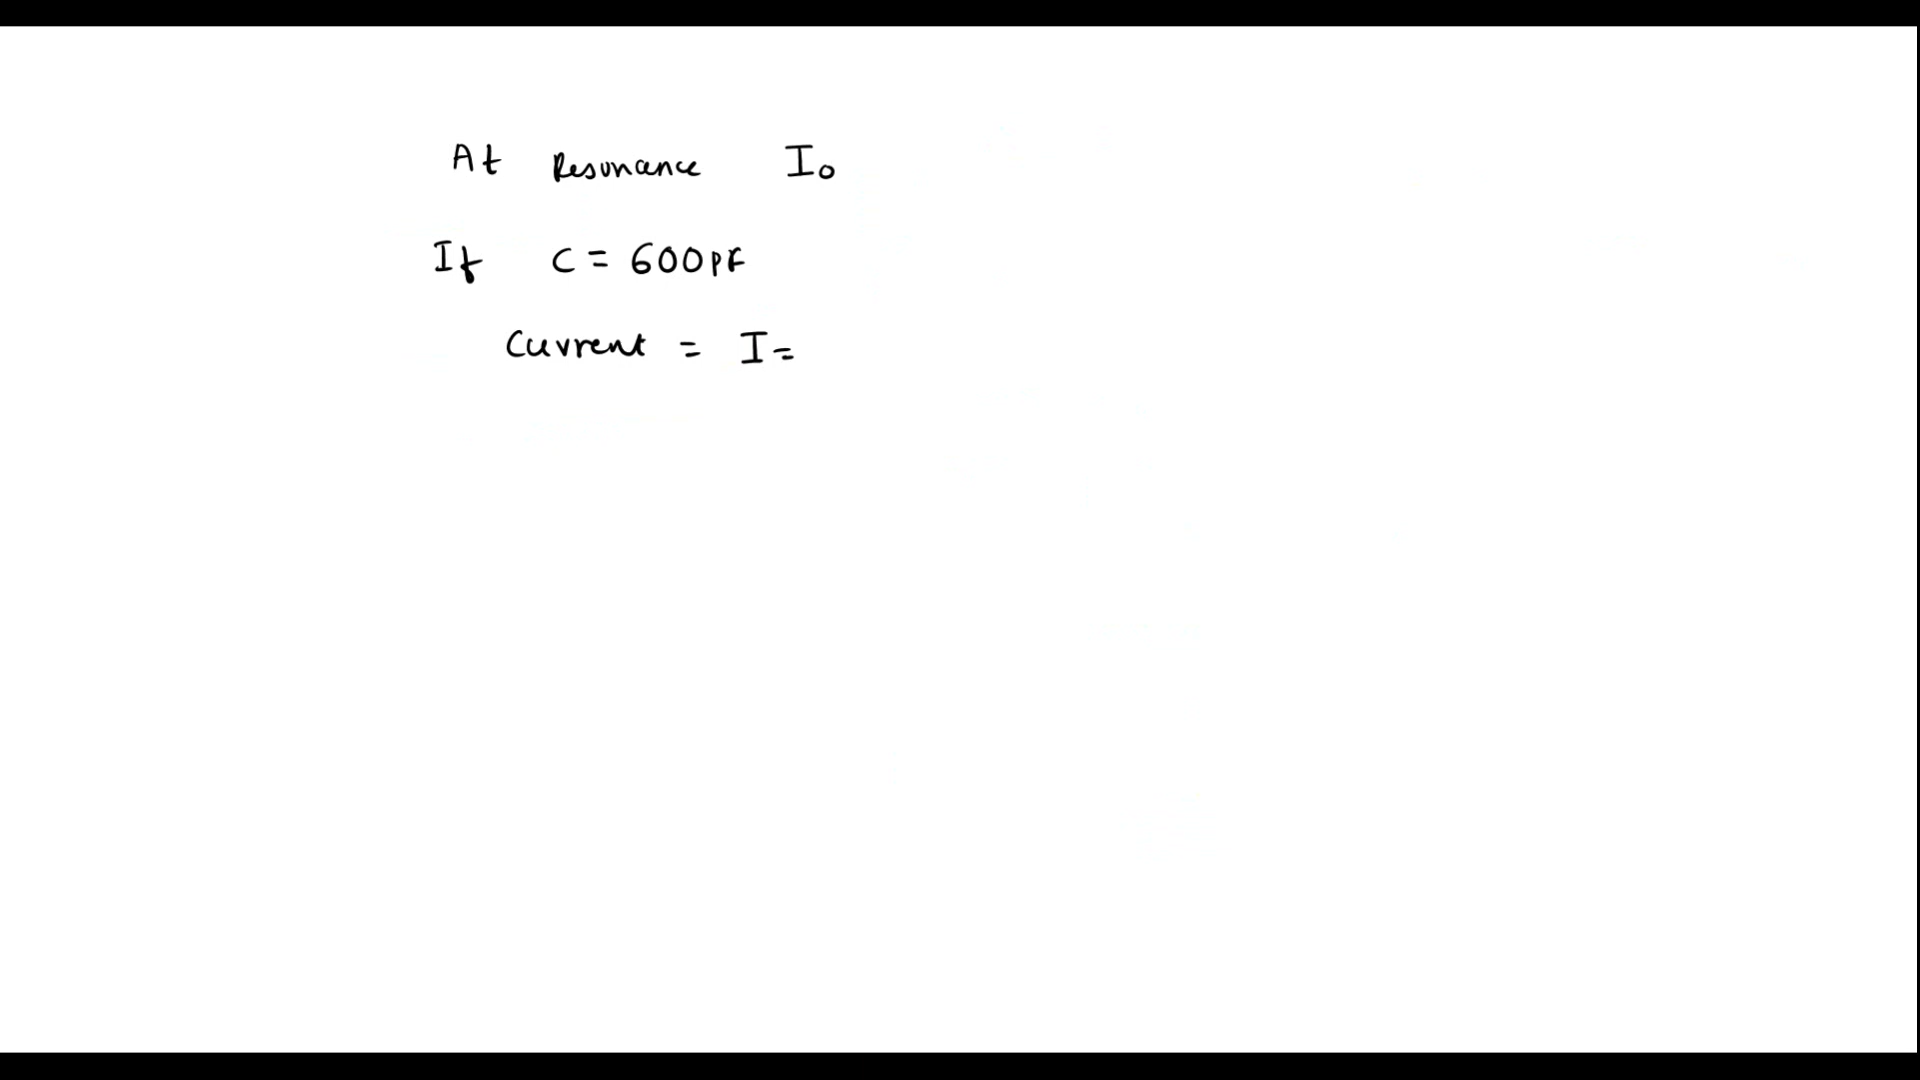 At Resonance I₀
If C = 600pF
Current = I =